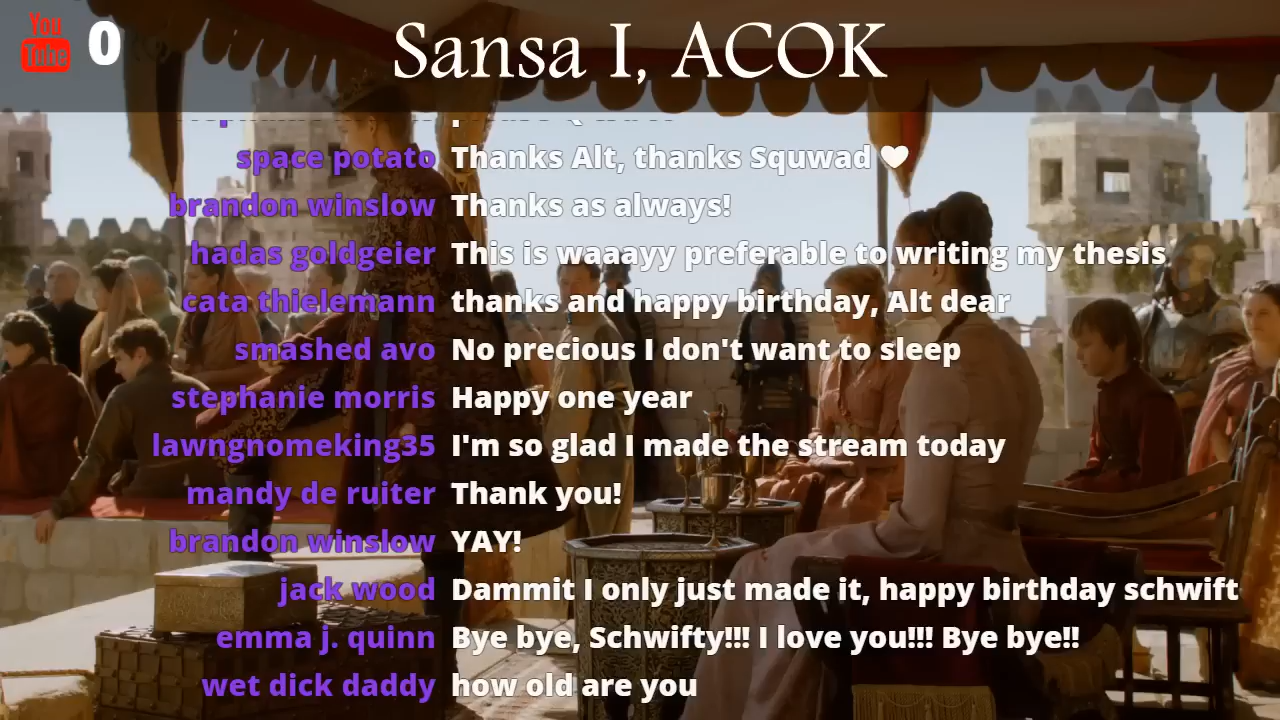 You
Tube 0
Sansa I, ACOK
space potato Thanks Alt, thanks Squwad
brandon winslow Thanks as always!
hadas goldgeier This is waaayy preferable to writing my thesis
cata thielemann thanks and happy birthday, Alt dear
smashed avo No precious I don't want to sleep
stephanie morris Happy one year
lawngnomeking35 I'm so glad I made the stream today
mandy de ruiter Thank you!
brandon winslow YAY!
jack wood Dammit I only just made it, happy birthday schwift
emma j. quinn Bye bye, Schwifty!!! I love you!!! Bye bye!!
wet dick daddy how old are you